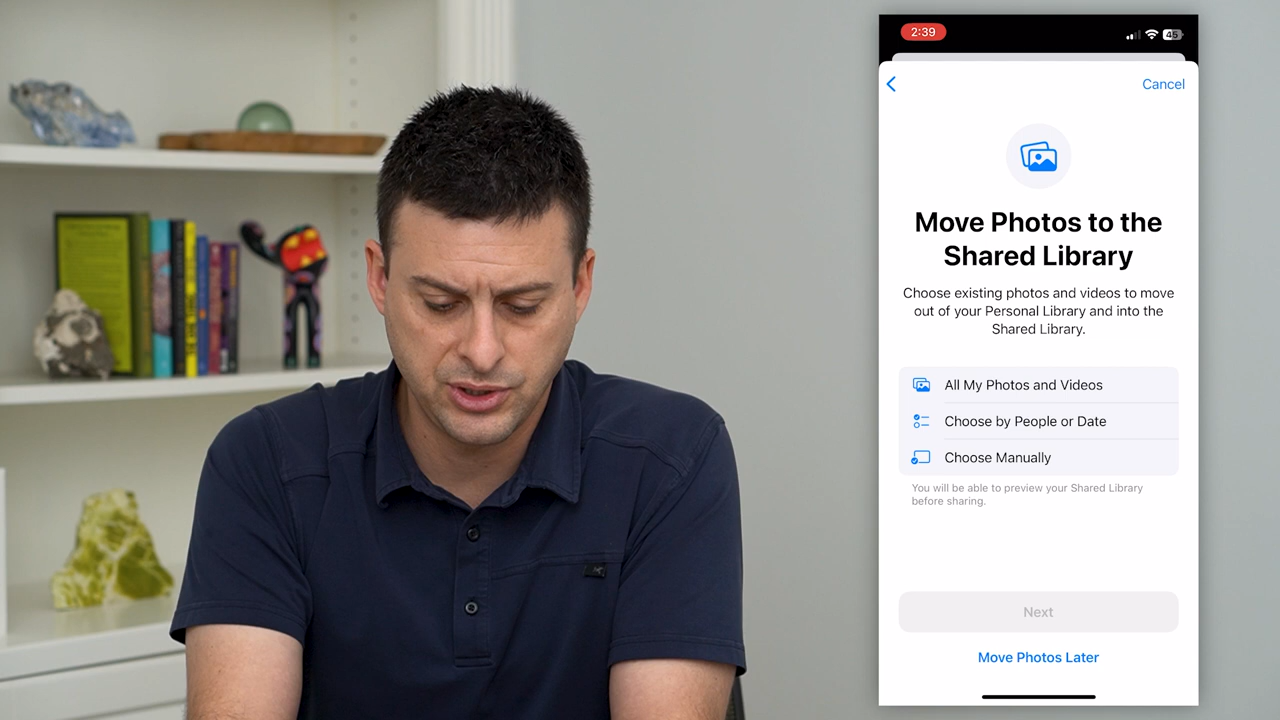 2:39
45
Cancel
Move Photos to the
Shared Library
Choose existing photos and videos to move
out of your Personal Library and into the
Shared Library.
All My Photos and Videos
Choose by People or Date
Choose Manually
You will be able to preview your Shared Library
before sharing.
Next
Move Photos Later